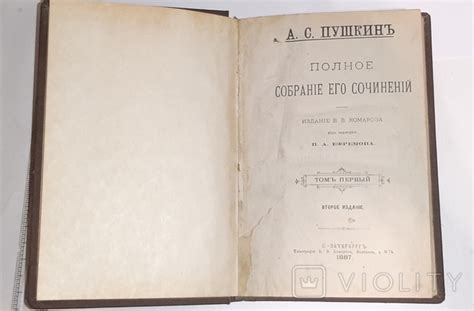 А. С. ПУШКИНЪ
ПОЛНОЕ
СОБРАНІЕ ЕГО СОЧИНЕНІЙ
ИЗДАНІЕ В. В. КОМАРОВА
П. А. ЕФРЕМОВА.
ТОМЪ ПЕРВЫЙ
ВТОРОЕ ИЗДАНІЕ.
С.-ПЕТЕРБУРГЪ
1887.
VIOLITY